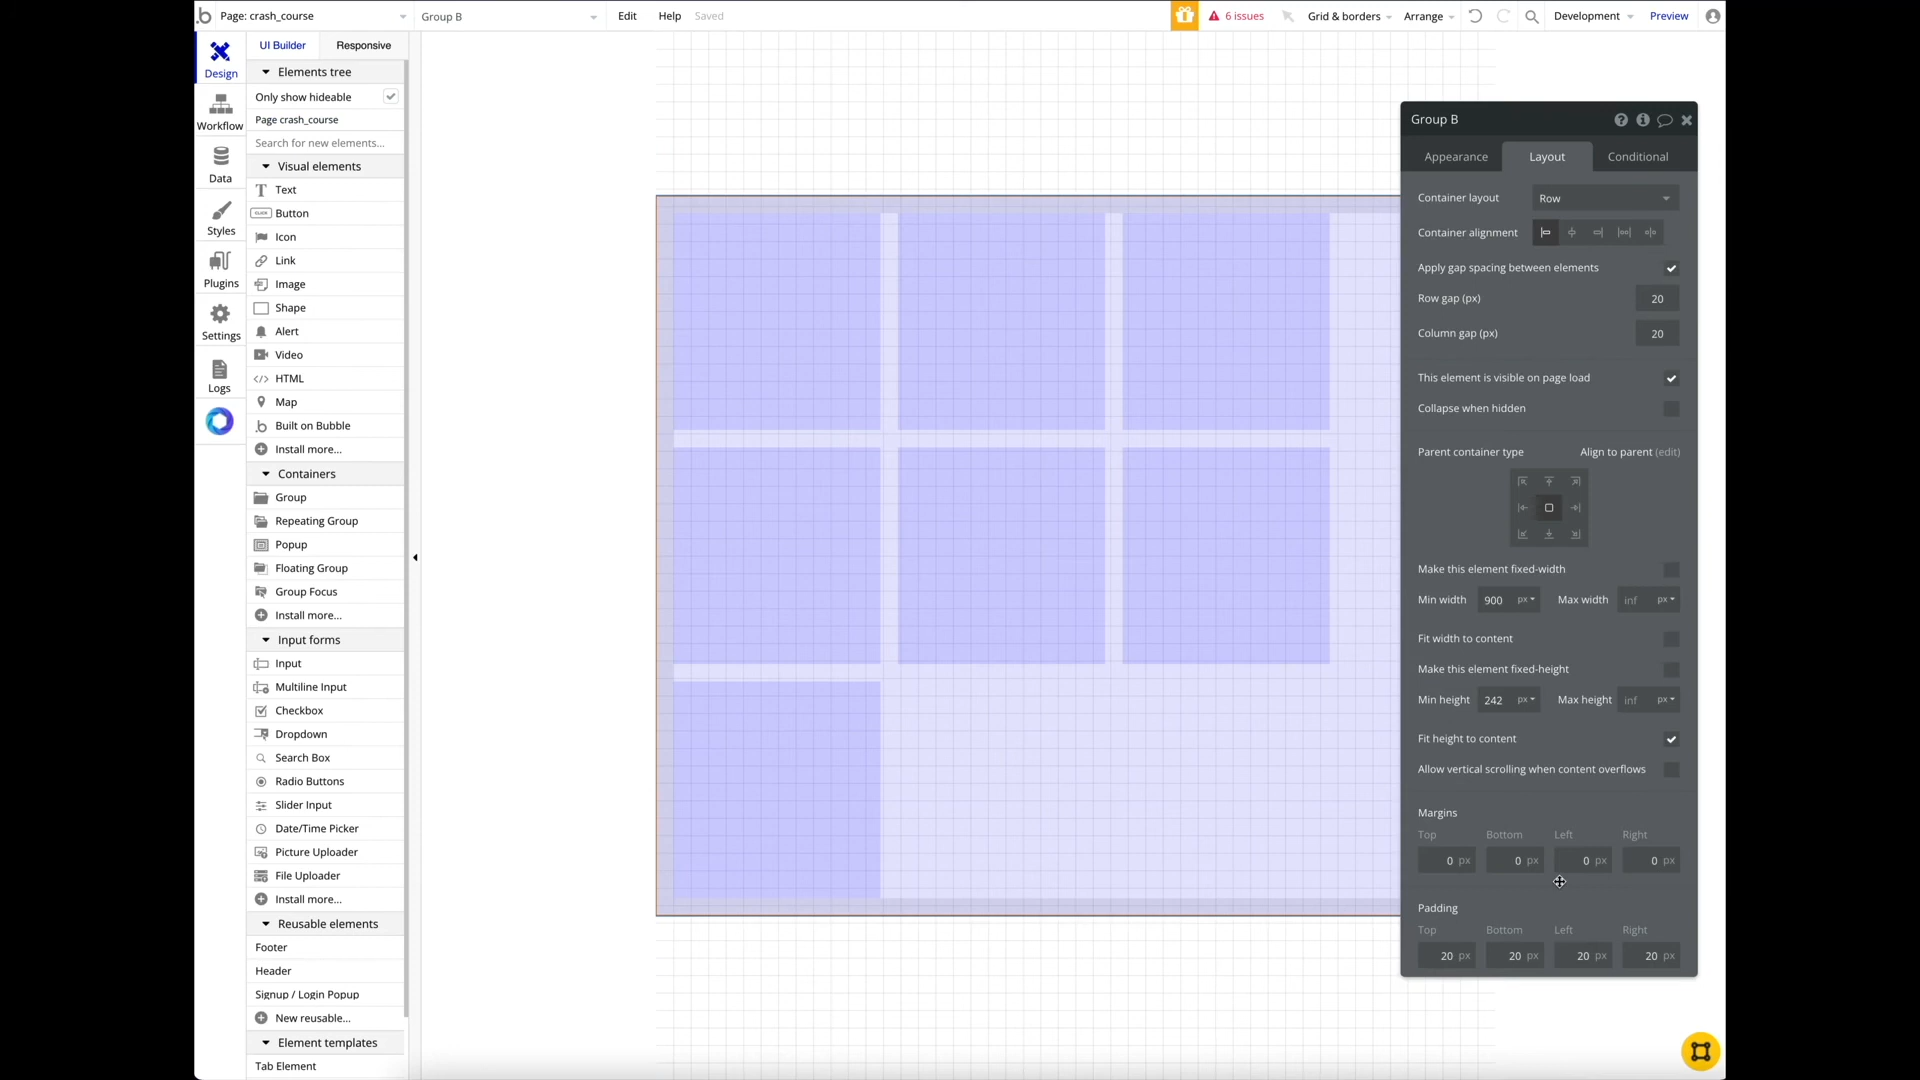 Page: crash_course
Group B
Edit
Help
Saved
6 issues
Grid & borders
Arrange
Development
Preview
Design
Workflow
Data
Styles
Plugins
Settings
Logs
UI Builder
Responsive
Elements tree
Only show hideable
Page crash_course
Search for new elements...
Visual elements
Text
CLICK Button
Icon
Link
Image
Shape
Alert
Video
</> HTML
Map
Built on Bubble
Install more...
Containers
Group
Repeating Group
Popup
Floating Group
Group Focus
Install more...
Input forms
Input
Multiline Input
Checkbox
Dropdown
Search Box
Radio Buttons
Slider Input
Date/Time Picker
Picture Uploader
File Uploader
Install more...
Reusable elements
Footer
Header
Signup / Login Popup
New reusable...
Element templates
Tab Element
Group B
Appearance
Layout
Conditional
Container layout
Row
Container alignment
Apply gap spacing between elements
Row gap (px)
20
Column gap (px)
20
This element is visible on page load
Collapse when hidden
Parent container type
Align to parent (edit)
Make this element fixed-width
Min width 900 px
Max width inf px
Fit width to content
Make this element fixed-height
Min height 242 px
Max height inf px
Fit height to content
Allow vertical scrolling when content overflows
Margins
Top Bottom Left Right
0 px 0 px 0 px 0 px
Padding
Top Bottom Left Right
20 px 20 px 20 px 20 px